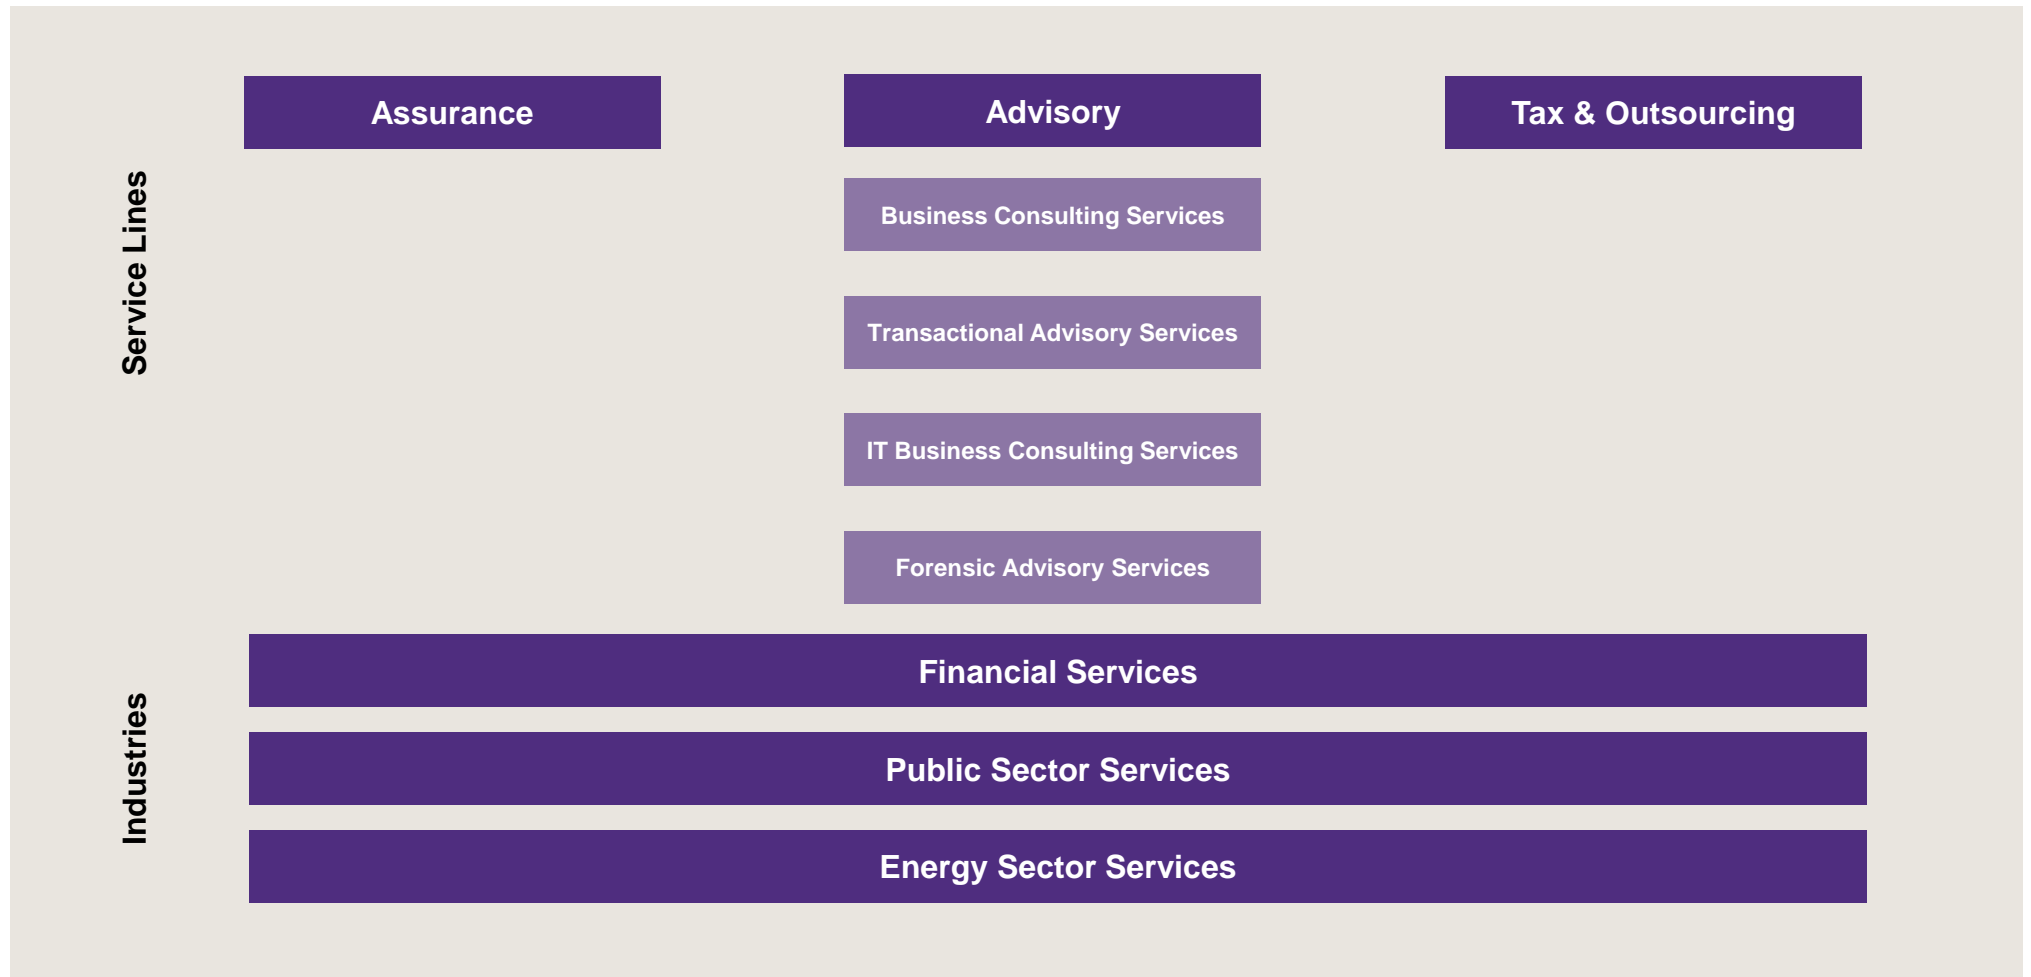 Assurance
Advisory
Tax & Outsourcing
Service Lines
Business Consulting Services
Transactional Advisory Services
IT Business Consulting Services
Forensic Advisory Services
Industries
Financial Services
Public Sector Services
Energy Sector Services